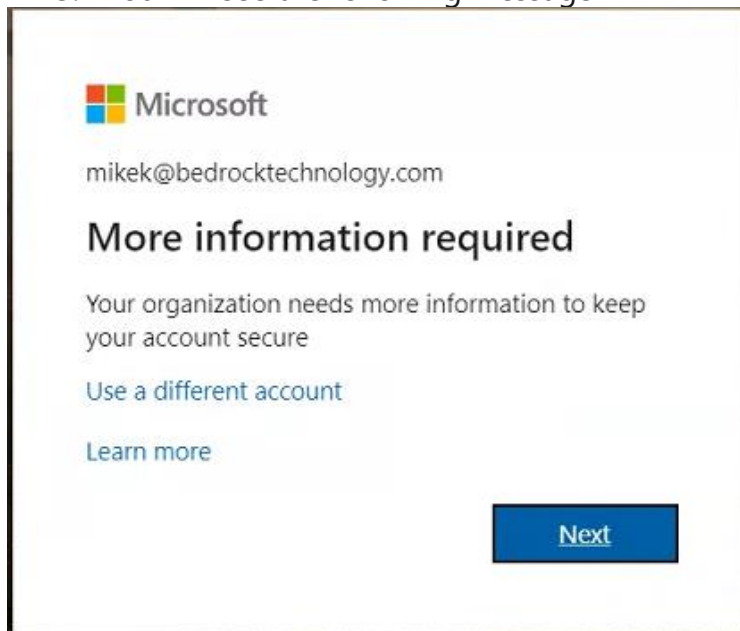 Microsoft
mikek@bedrocktechnology.com
More information required
Your organization needs more information to keep
your account secure
Use a different account
Learn more
Next